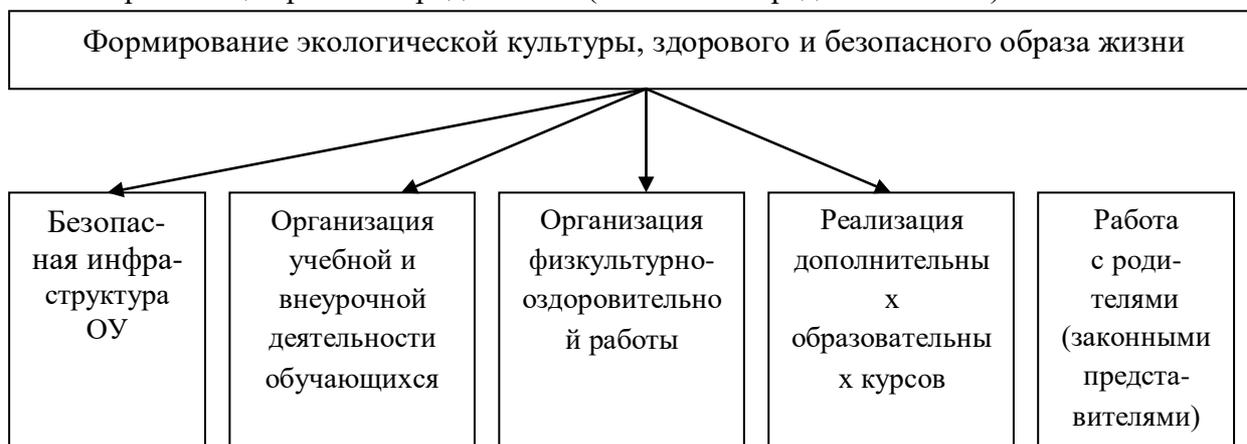 Формирование экологической культуры, здорового и безопасного образа жизни
Безопас-
ная инфра-
структура
ОУ
Организация
учебной и
внеурочной
деятельности
обучающихся
Организация
физкультурно-
оздоровительно
й работы
Реализация
дополнительны
х
образовательны
х курсов
Работа
с роди-
телями
(законными
предста-
вителями)